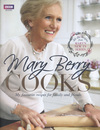 BBC
Mary Berry
COOKS
My favourite recipes for family and friends